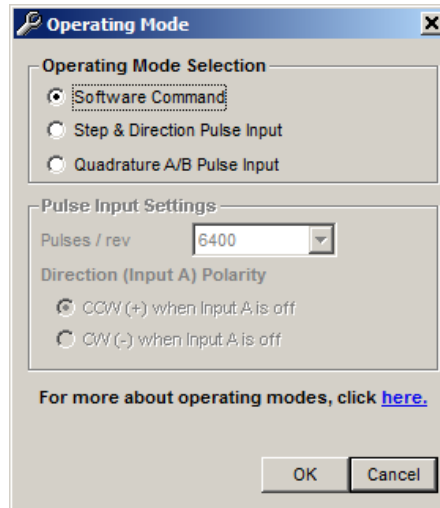 Operating Mode
Operating Mode Selection
Software Command
Step & Direction Pulse Input
Quadrature A/B Pulse Input
Pulse Input Settings
Pulses / rev 6400
Direction (Input A) Polarity
CCW (+) when Input A is off
CW (-) when Input A is off
For more about operating modes, click here.
OK Cancel